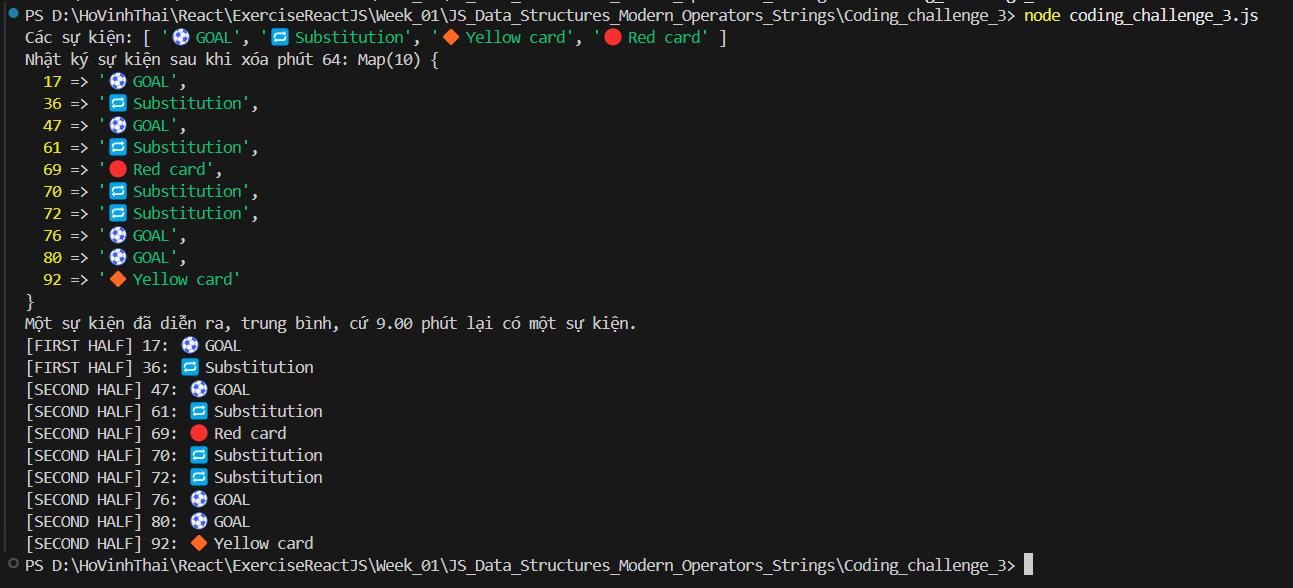 PS D:\HoVinhThai\React\ExerciseReactJS\Week_01\JS_Data_Structures_Modern_Operators_Strings\Coding_challenge_3> node coding_challenge_3.js
Các sự kiện: [ '⚽ GOAL', '🔁 Substitution', '🔶 Yellow card', '🔴 Red card' ]
Nhật ký sự kiện sau khi xóa phút 64: Map(10) {
  17 => '⚽ GOAL',
  36 => '🔁 Substitution',
  47 => '⚽ GOAL',
  61 => '🔁 Substitution',
  69 => '🔴 Red card',
  70 => '🔁 Substitution',
  72 => '🔁 Substitution',
  76 => '⚽ GOAL',
  80 => '⚽ GOAL',
  92 => '🔶 Yellow card'
}
Một sự kiện đã diễn ra, trung bình, cứ 9.00 phút lại có một sự kiện.
[FIRST HALF] 17: ⚽ GOAL
[FIRST HALF] 36: 🔁 Substitution
[SECOND HALF] 47: ⚽ GOAL
[SECOND HALF] 61: 🔁 Substitution
[SECOND HALF] 69: 🔴 Red card
[SECOND HALF] 70: 🔁 Substitution
[SECOND HALF] 72: 🔁 Substitution
[SECOND HALF] 76: ⚽ GOAL
[SECOND HALF] 80: ⚽ GOAL
[SECOND HALF] 92: 🔶 Yellow card
PS D:\HoVinhThai\React\ExerciseReactJS\Week_01\JS_Data_Structures_Modern_Operators_Strings\Coding_challenge_3>